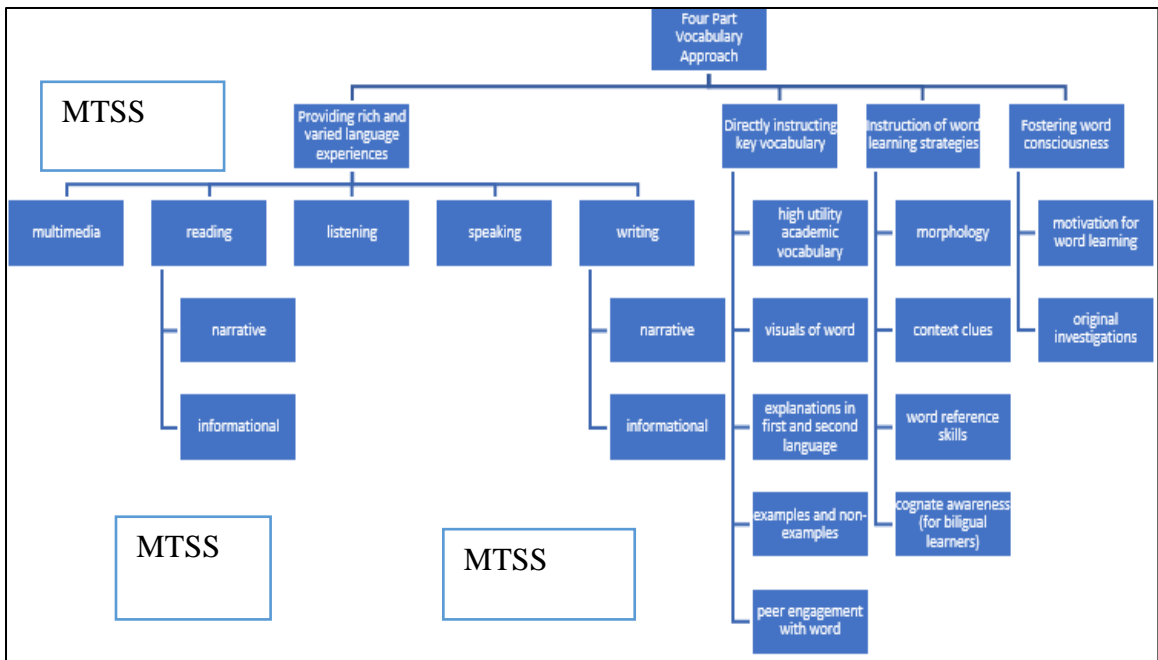 Four Part
Vocabulary
Approach
MTSS
Providing rich and
varied language
experiences
Directly instructing
key vocabulary
Instruction of word
learning strategies
Fostering word
consciousness
multimedia
reading
listening
speaking
writing
high utility
academic
vocabulary
morphology
motivation for
word learning
narrative
narrative
visuals of word
context clues
original
investigations
informational
informational
explanations in
first and second
language
word reference
skills
MTSS
MTSS
examples and non-
examples
cognate awareness
(for biligual
learners)
peer engagement
with word